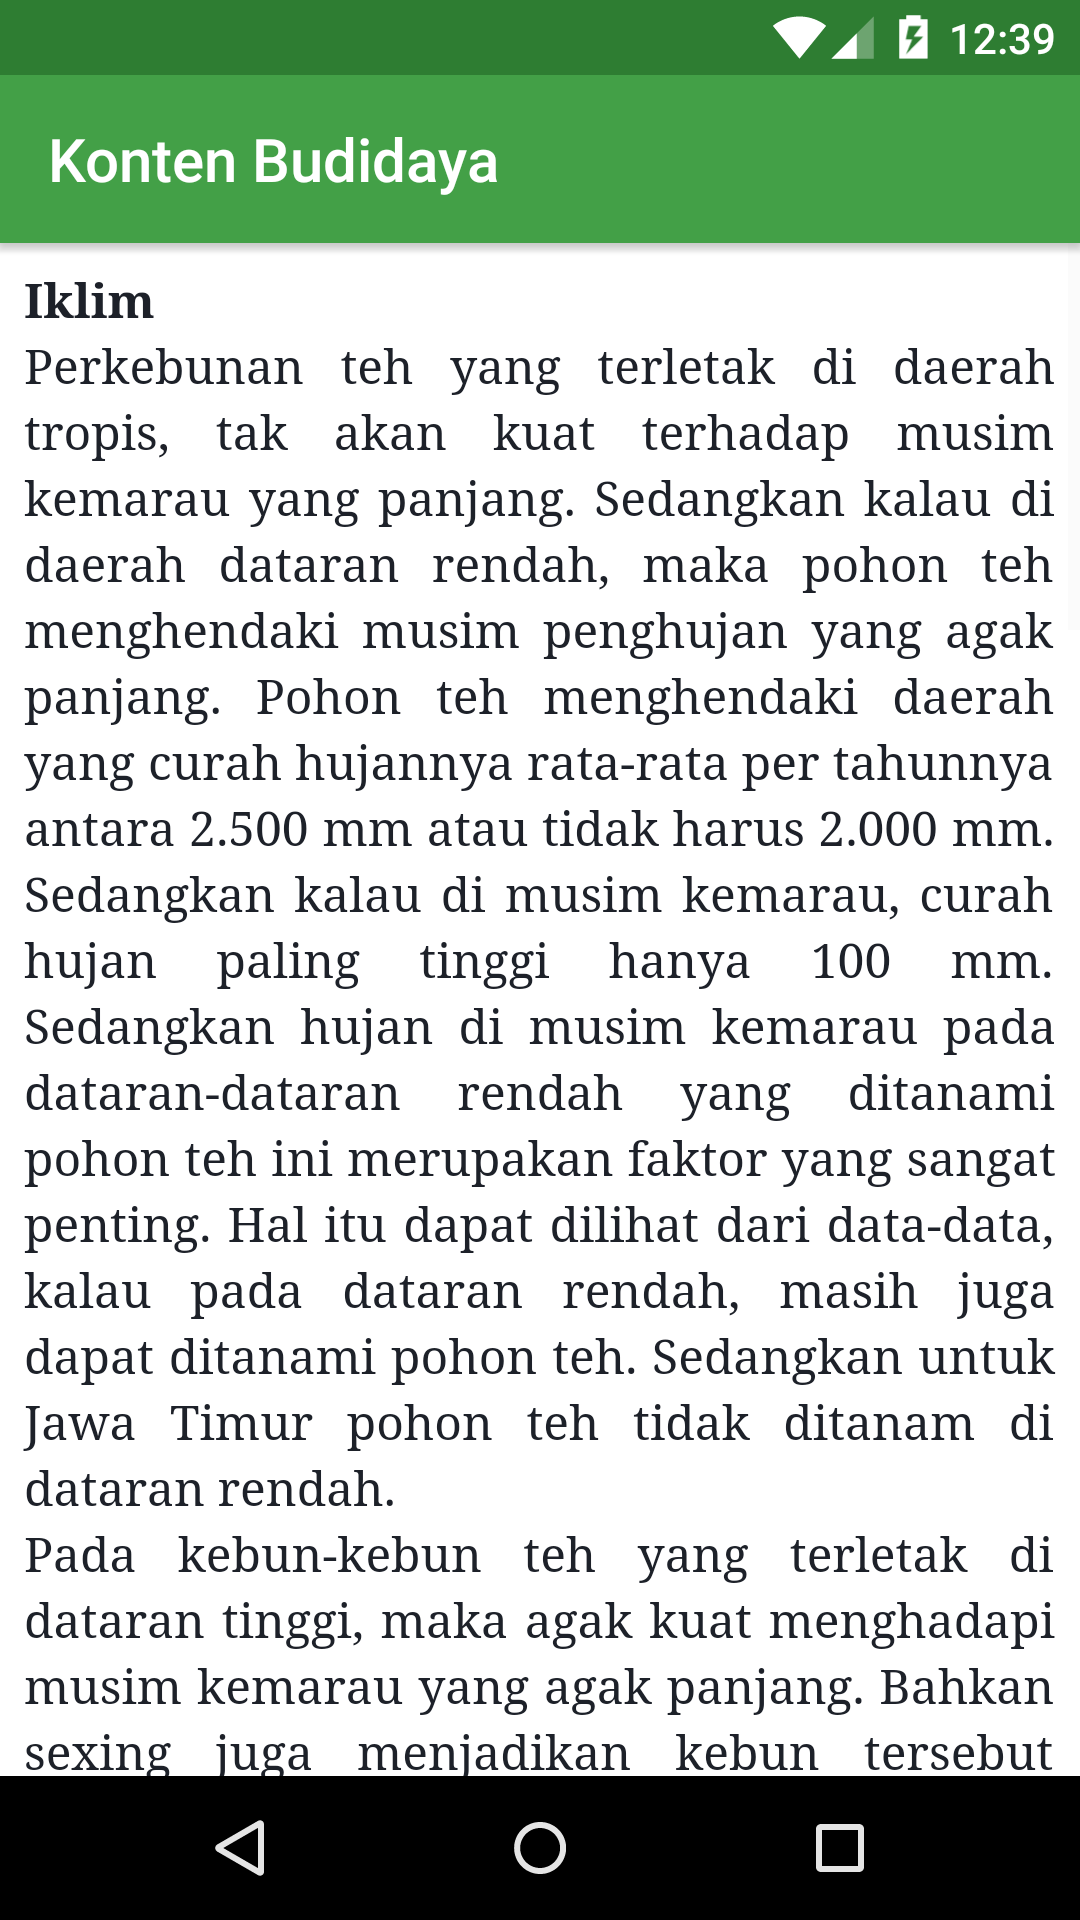 12:39
Konten Budidaya
Iklim
Perkebunan teh yang terletak di daerah
tropis, tak akan kuat terhadap musim
kemarau yang panjang. Sedangkan kalau di
daerah dataran rendah, maka pohon teh
menghendaki musim penghujan yang agak
panjang. Pohon teh menghendaki daerah
yang curah hujannya rata-rata per tahunnya
antara 2.500 mm atau tidak harus 2.000 mm.
Sedangkan kalau di musim kemarau, curah
hujan paling tinggi hanya 100 mm.
Sedangkan hujan di musim kemarau pada
dataran-dataran rendah yang ditanami
pohon teh ini merupakan faktor yang sangat
penting. Hal itu dapat dilihat dari data-data,
kalau pada dataran rendah, masih juga
dapat ditanami pohon teh. Sedangkan untuk
Jawa Timur pohon teh tidak ditanam di
dataran rendah.
Pada kebun-kebun teh yang terletak di
dataran tinggi, maka agak kuat menghadapi
musim kemarau yang agak panjang. Bahkan
sexing juga menjadikan kebun tersebut